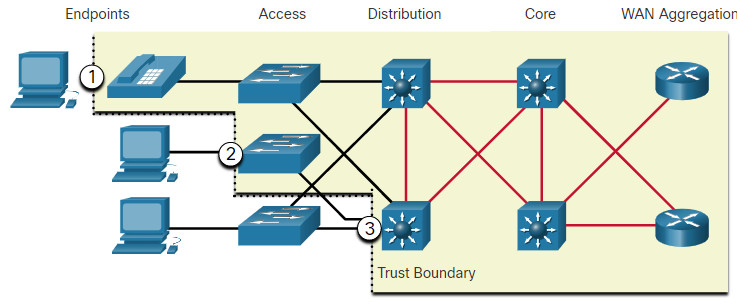 Endpoints Access Distribution Core WAN Aggregation
1
2
3
Trust Boundary